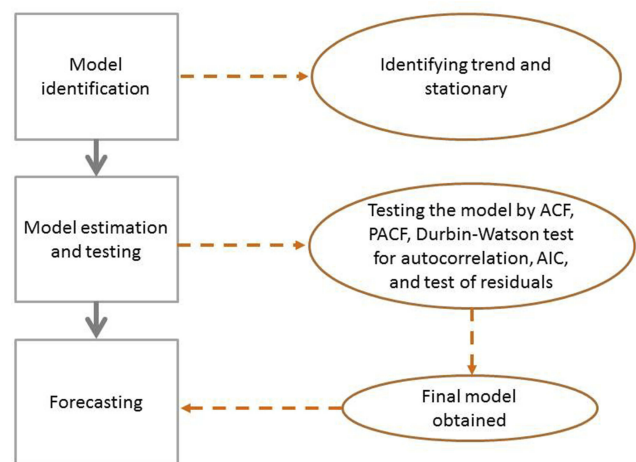 Model
identification
Identifying trend and
stationary
Model estimation
and testing
Testing the model by ACF,
PACF, Durbin-Watson test
for autocorrelation, AIC,
and test of residuals
Forecasting
Final model
obtained